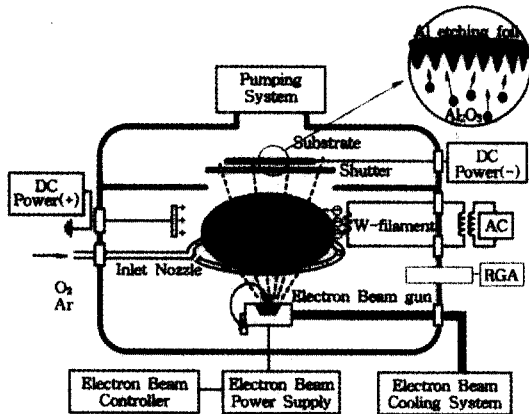 Al etching foil
Al₂O₃
Pumping
System
Substrate
Shutter
DC
Power(-)
DC
Power(+)
W-filament
AC
Inlet Nozzle
RGA
O₂
Ar
Electron Beam gun
Electron Beam
Controller
Electron Beam
Power Supply
Electron Beam
Cooling System